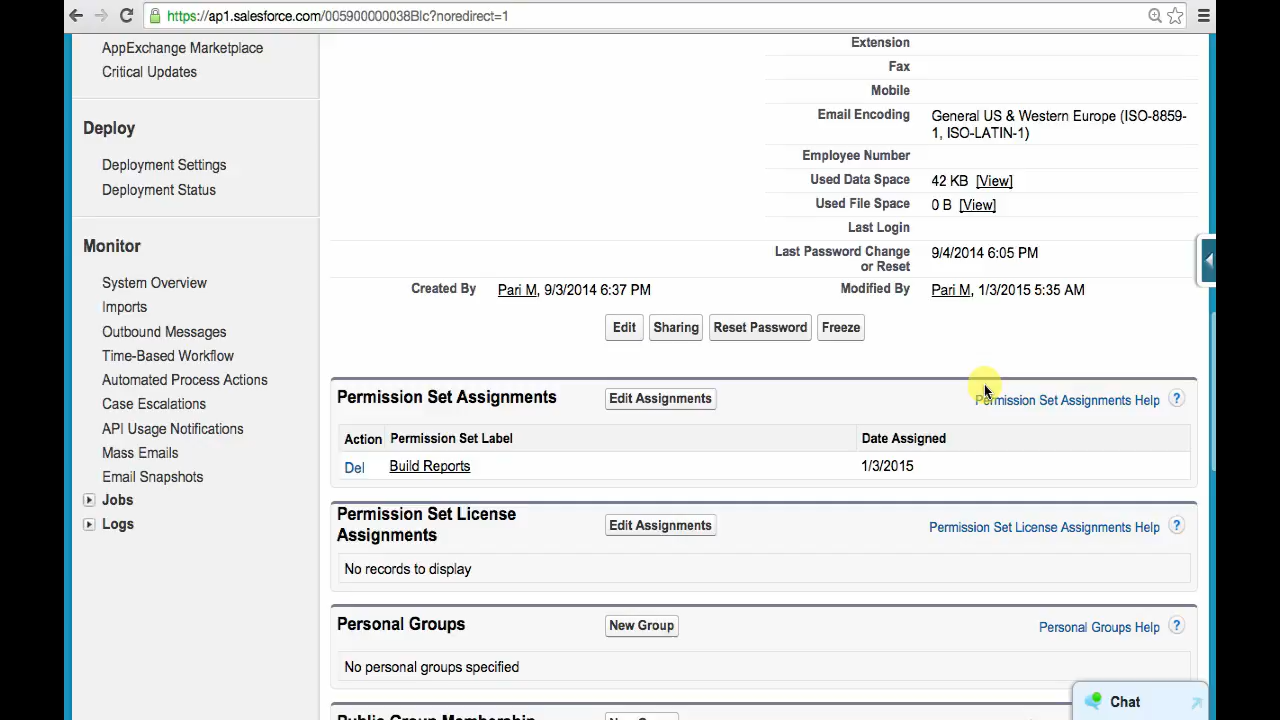 https://ap1.salesforce.com/005900000038Blc?noredirect=1
AppExchange Marketplace
Critical Updates
Deploy
Deployment Settings
Deployment Status
Monitor
System Overview
Imports
Outbound Messages
Time-Based Workflow
Automated Process Actions
Case Escalations
API Usage Notifications
Mass Emails
Email Snapshots
Jobs
Logs
Extension
Fax
Mobile
Email Encoding General US & Western Europe (ISO-8859-
1, ISO-LATIN-1)
Employee Number
Used Data Space 42 KB [View]
Used File Space 0 B [View]
Last Login
Last Password Change
or Reset 9/4/2014 6:05 PM
Created By Pari M, 9/3/2014 6:37 PM Modified By Pari M, 1/3/2015 5:35 AM
Edit Sharing Reset Password Freeze
Permission Set Assignments Edit Assignments Permission Set Assignments Help ?
Action Permission Set Label Date Assigned
Del Build Reports 1/3/2015
Permission Set License
Assignments Edit Assignments Permission Set License Assignments Help ?
No records to display
Personal Groups New Group Personal Groups Help ?
No personal groups specified
Public Group Membership
Chat